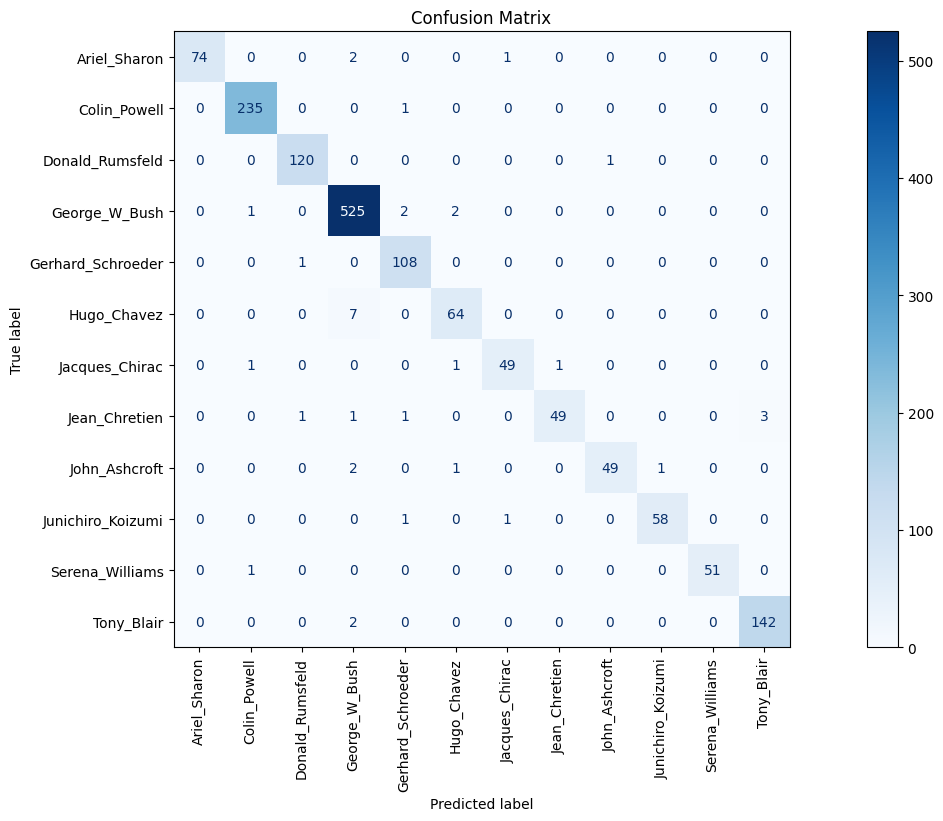 Confusion Matrix
Ariel_Sharon 74 0 0 2 0 0 1 0 0 0 0 0
Colin_Powell 0 235 0 0 1 0 0 0 0 0 0 0
Donald_Rumsfeld 0 0 120 0 0 0 0 0 1 0 0 0
George_W_Bush 0 1 0 525 2 2 0 0 0 0 0 0
Gerhard_Schroeder 0 0 1 0 108 0 0 0 0 0 0 0
Hugo_Chavez 0 0 0 7 0 64 0 0 0 0 0 0
Jacques_Chirac 0 1 0 0 0 1 49 1 0 0 0 0
Jean_Chretien 0 0 1 1 1 0 0 49 0 0 0 3
John_Ashcroft 0 0 0 2 0 1 0 0 49 1 0 0
Junichiro_Koizumi 0 0 0 0 1 0 1 0 0 58 0 0
Serena_Williams 0 1 0 0 0 0 0 0 0 0 51 0
Tony_Blair 0 0 0 2 0 0 0 0 0 0 0 142
True label
Ariel_Sharon
Colin_Powell
Donald_Rumsfeld
George_W_Bush
Gerhard_Schroeder
Hugo_Chavez
Jacques_Chirac
Jean_Chretien
John_Ashcroft
Junichiro_Koizumi
Serena_Williams
Tony_Blair
Predicted label
500
400
300
200
100
0